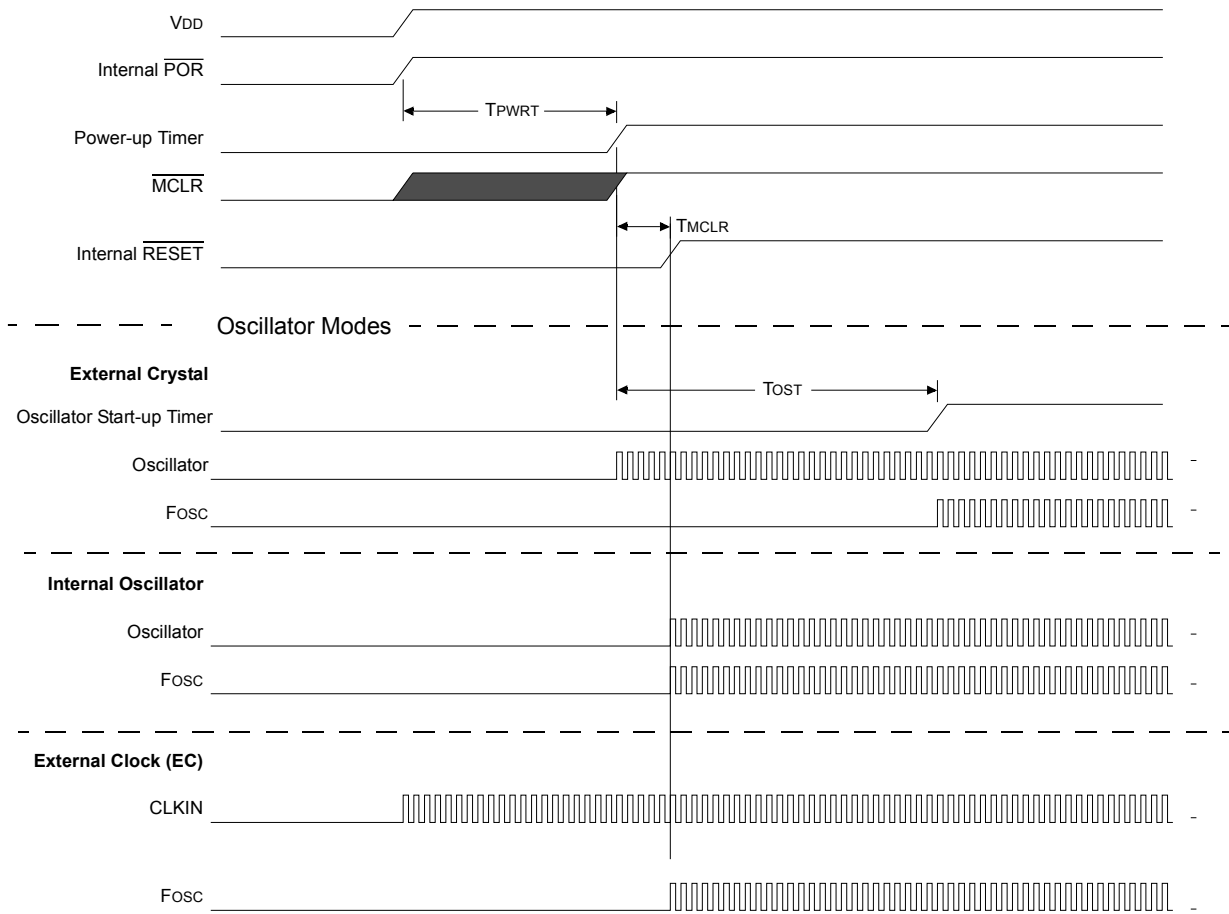 VDD
Internal POR
TPWRT
Power-up Timer
MCLR
TMCLR
Internal RESET
Oscillator Modes
External Crystal
TOST
Oscillator Start-up Timer
Oscillator
FOSC
Internal Oscillator
Oscillator
FOSC
External Clock (EC)
CLKIN
FOSC